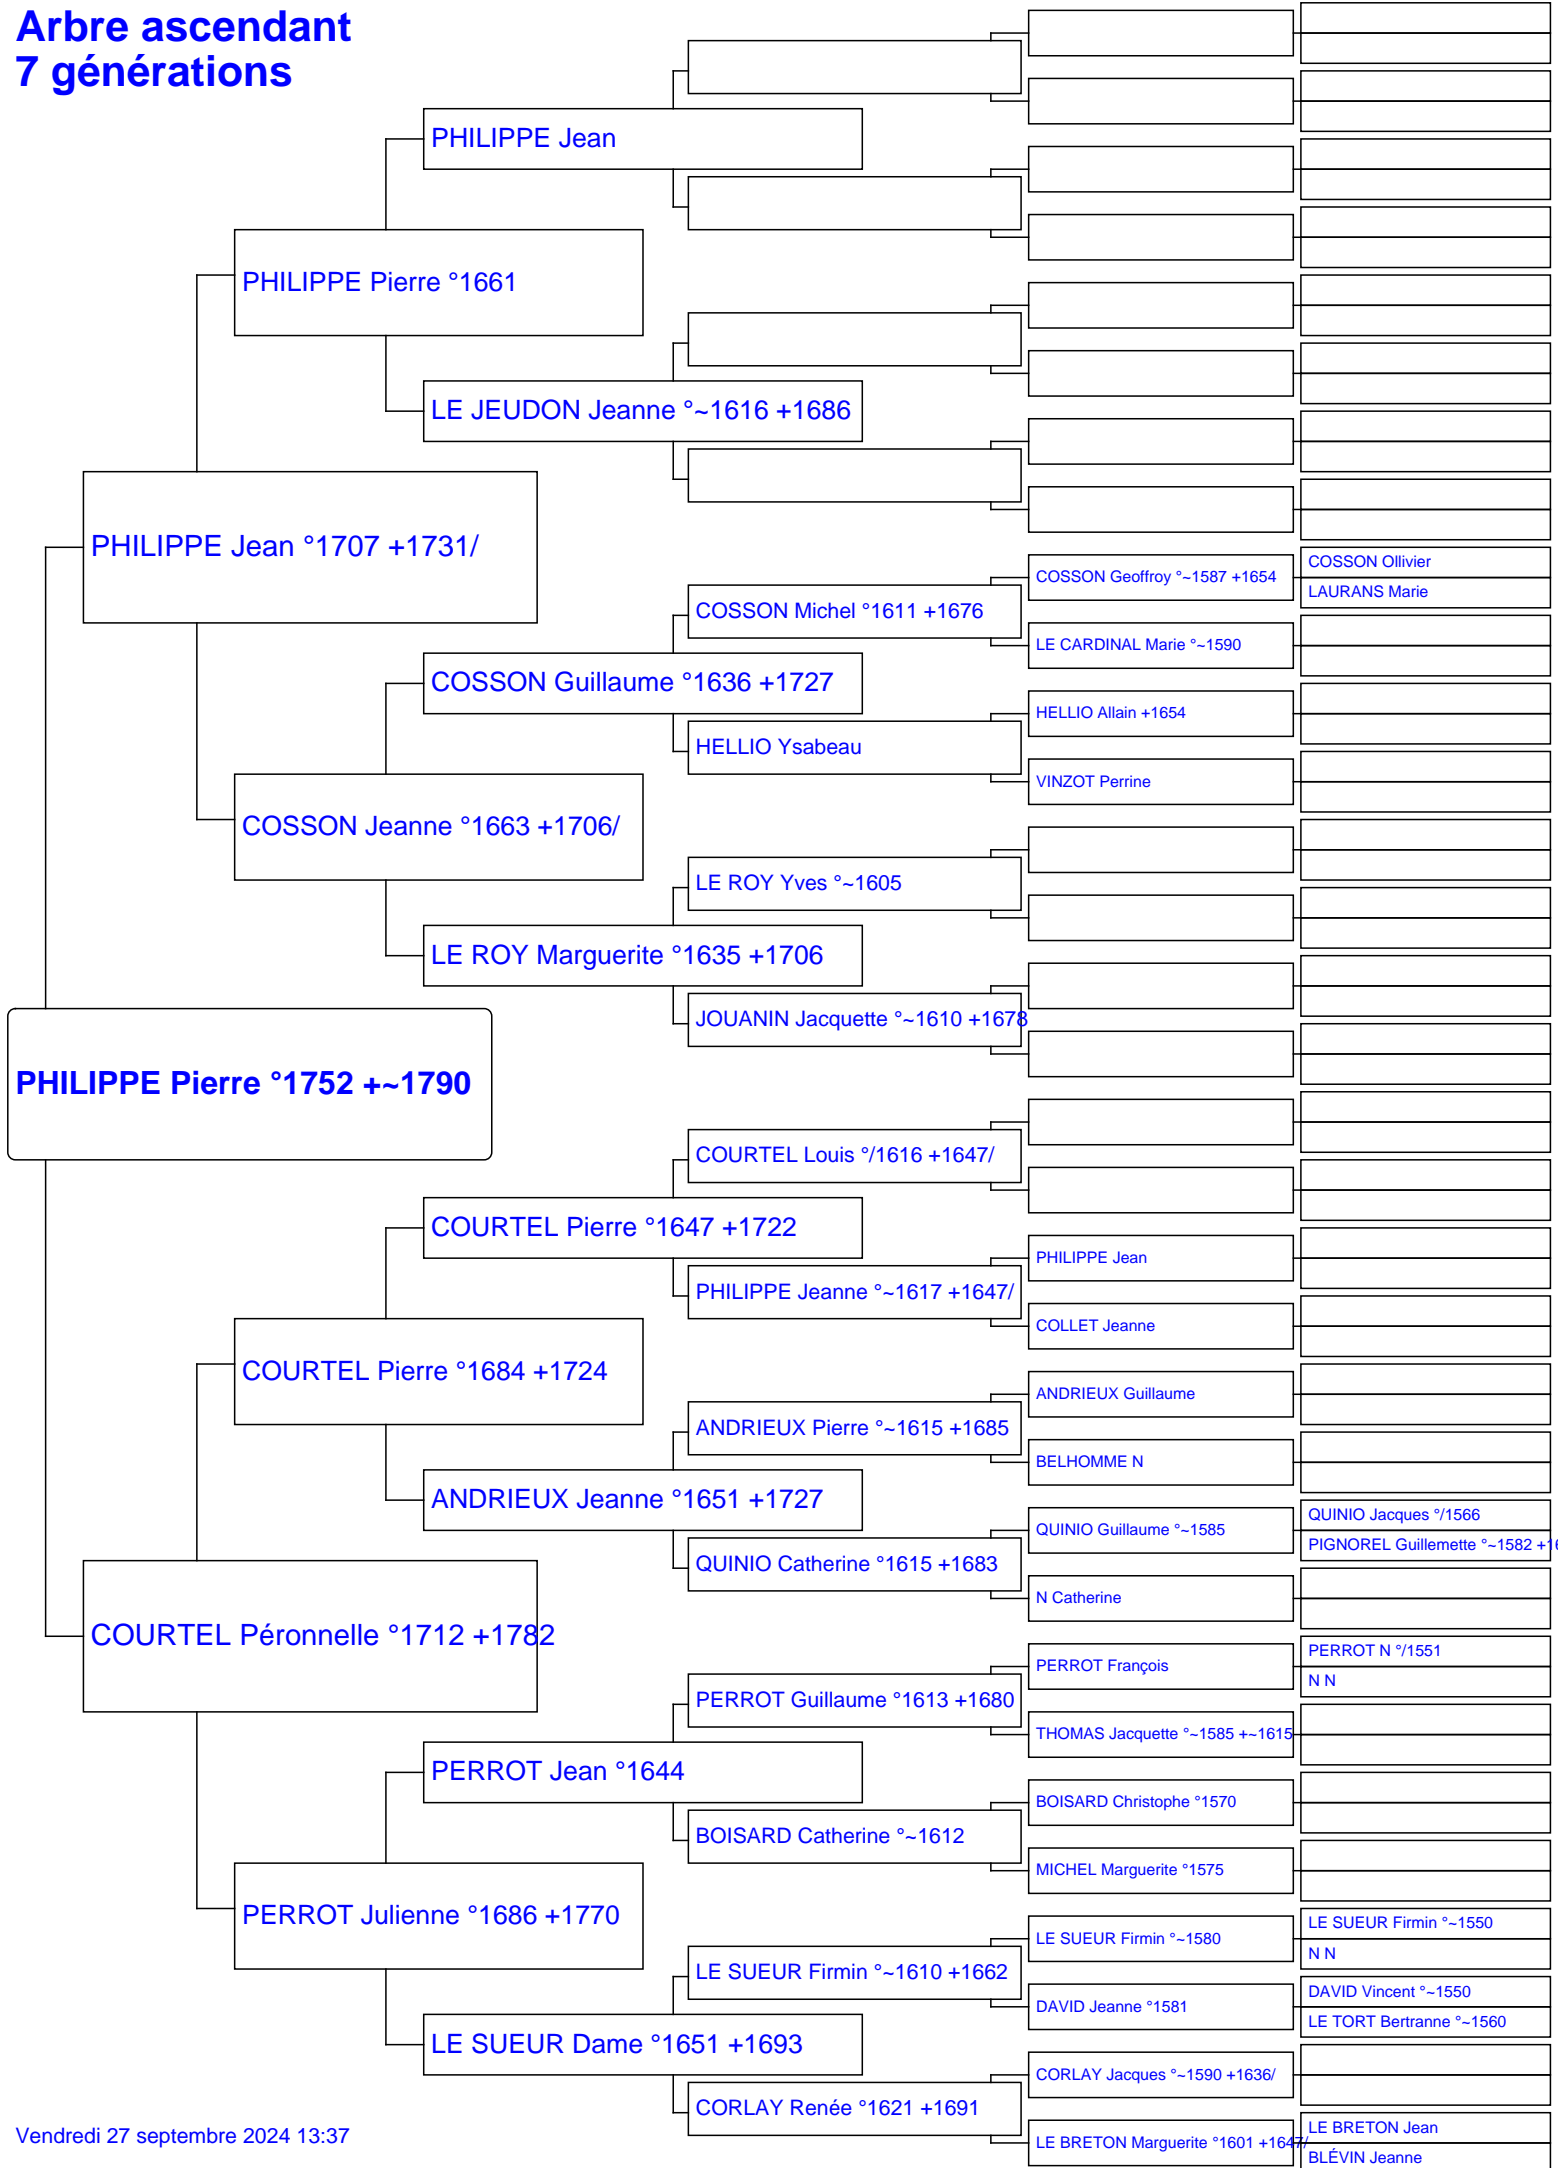 Arbre ascendant
7 générations
PHILIPPE Jean
PHILIPPE Pierre °1661
LE JEUDON Jeanne °~1616 +1686
PHILIPPE Jean °1707 +1731/
COSSON Geoffroy °~1587 +1654
COSSON Ollivier
LAURANS Marie
COSSON Michel °1611 +1676
LE CARDINAL Marie °~1590
COSSON Guillaume °1636 +1727
HELLIO Allain +1654
HELLIO Ysabeau
VINZOT Perrine
COSSON Jeanne °1663 +1706/
LE ROY Yves °~1605
LE ROY Marguerite °1635 +1706
JOUANIN Jacquette °~1610 +1678
PHILIPPE Pierre °1752 +~1790
COURTEL Louis °/1616 +1647/
COURTEL Pierre °1647 +1722
PHILIPPE Jean
PHILIPPE Jeanne °~1617 +1647/
COLLET Jeanne
COURTEL Pierre °1684 +1724
ANDRIEUX Guillaume
ANDRIEUX Pierre °~1615 +1685
BELHOMME N
ANDRIEUX Jeanne °1651 +1727
QUINIO Jacques °/1566
QUINIO Guillaume °~1585
PIGNOREL Guillemette °~1582
QUINIO Catherine °1615 +1683
N Catherine
COURTEL Péronnelle °1712 +1782
PERROT N °/1551
PERROT François
N N
PERROT Guillaume °1613 +1680
THOMAS Jacquette °~1585 +~1615
PERROT Jean °1644
BOISARD Christophe °1570
BOISARD Catherine °~1612
MICHEL Marguerite °1575
PERROT Julienne °1686 +1770
LE SUEUR Firmin °~1550
LE SUEUR Firmin °~1580
N N
LE SUEUR Firmin °~1610 +1662
DAVID Vincent °~1550
DAVID Jeanne °1581
LE TORT Bertranne °~1560
LE SUEUR Dame °1651 +1693
CORLAY Jacques °~1590 +1636/
CORLAY Renée °1621 +1691
LE BRETON Jean
LE BRETON Marguerite °1601 +1647/
BLÉVIN Jeanne
Vendredi 27 septembre 2024 13:37